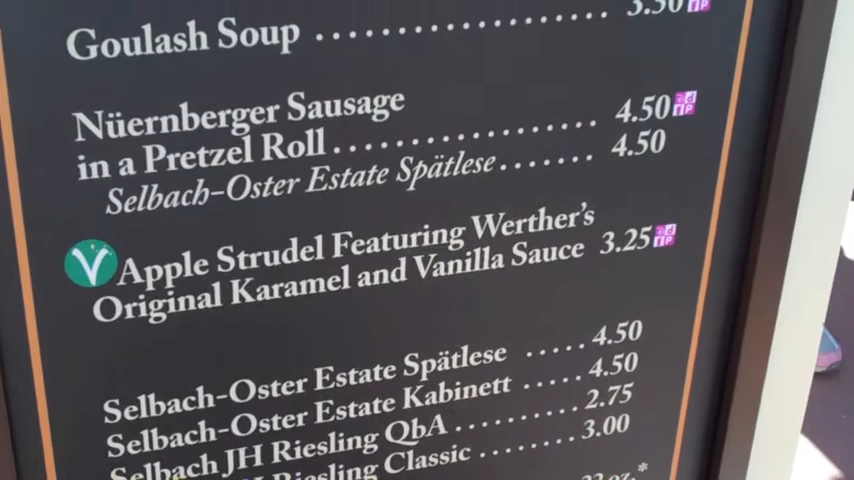 Goulash Soup .................... 3.50
Nüernberger Sausage
in a Pretzel Roll.................... 4.50
Selbach-Oster Estate Spätlese....... 4.50
V Apple Strudel Featuring Werther's
Original Karamel and Vanilla Sauce 3.25
Selbach-Oster Estate Spätlese ..... 4.50
Selbach-Oster Estate Kabinett ..... 4.50
Selbach JH Riesling QbA .......... 2.75
Riesling Classic ........ 3.00
22 oz.*